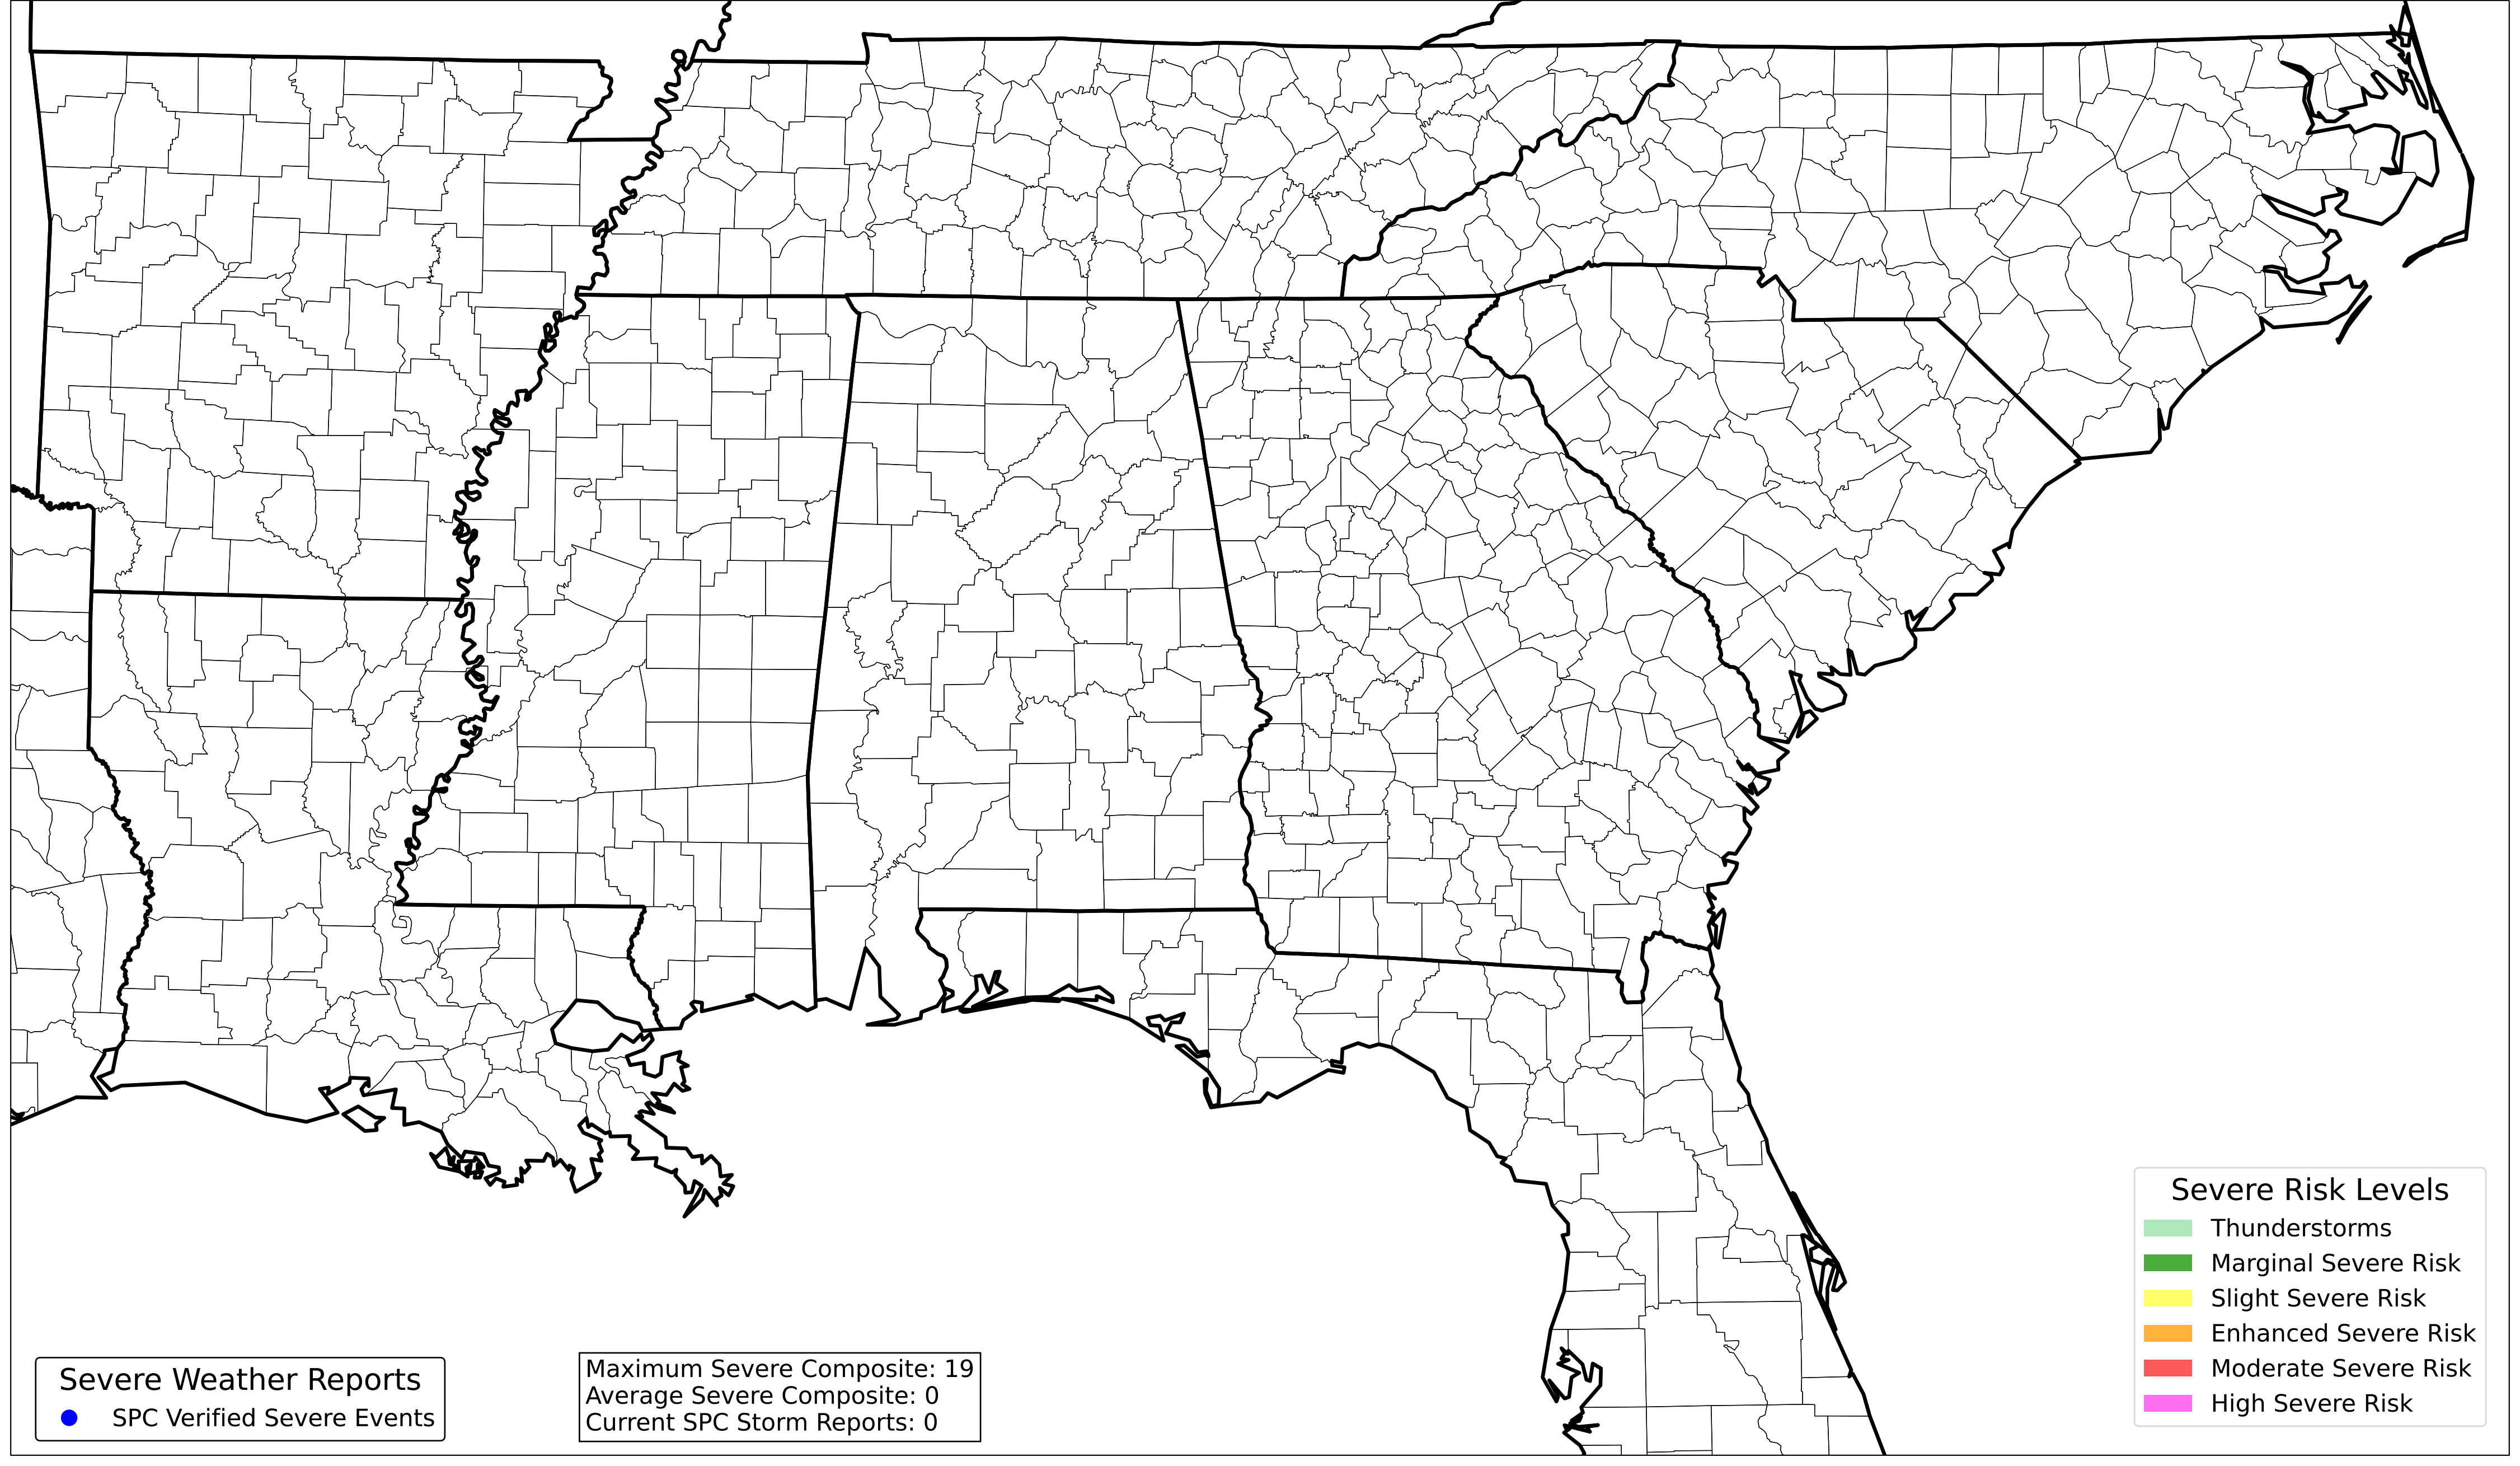 Severe Risk Levels
Thunderstorms
Marginal Severe Risk
Slight Severe Risk
Enhanced Severe Risk
Moderate Severe Risk
High Severe Risk
Severe Weather Reports
SPC Verified Severe Events
Maximum Severe Composite: 19
Average Severe Composite: 0
Current SPC Storm Reports: 0